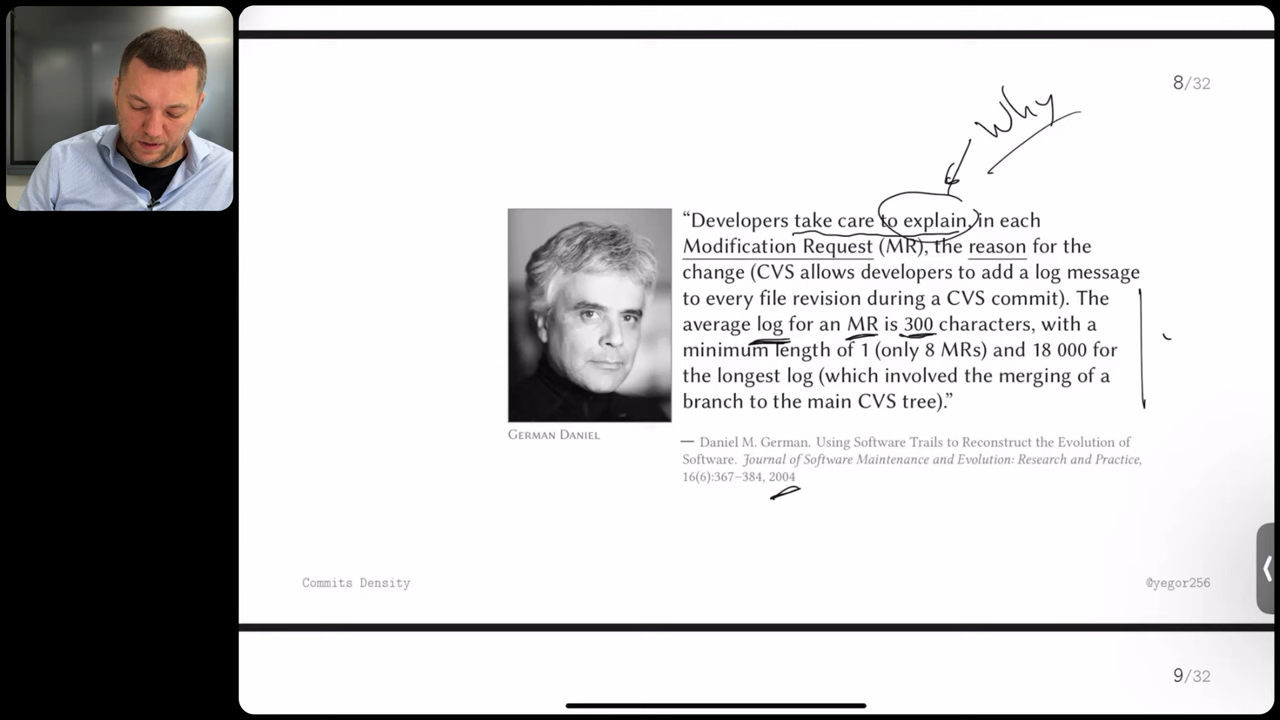 8/32
Why
“Developers take care to explain, in each
Modification Request (MR), the reason for the
change (CVS allows developers to add a log message
to every file revision during a CVS commit). The
average log for an MR is 300 characters, with a
minimum length of 1 (only 8 MRs) and 18 000 for
the longest log (which involved the merging of a
branch to the main CVS tree).”
German Daniel
— Daniel M. German. Using Software Trails to Reconstruct the Evolution of
Software. Journal of Software Maintenance and Evolution: Research and Practice,
16(6):367–384, 2004
Commits Density
@yegor256
9/32